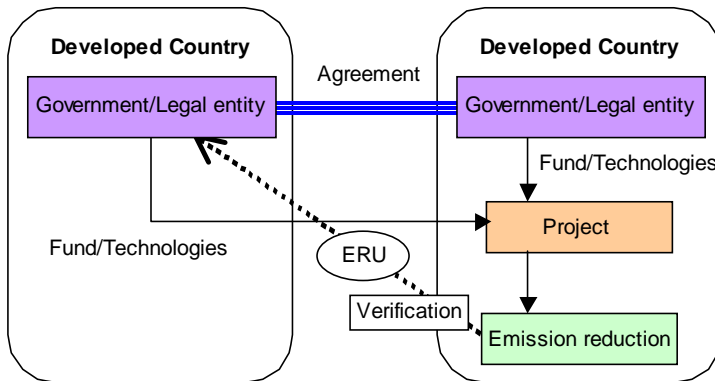 Developed Country
Developed Country
Agreement
Government/Legal entity
Government/Legal entity
Fund/Technologies
Project
Fund/Technologies
ERU
Verification
Emission reduction